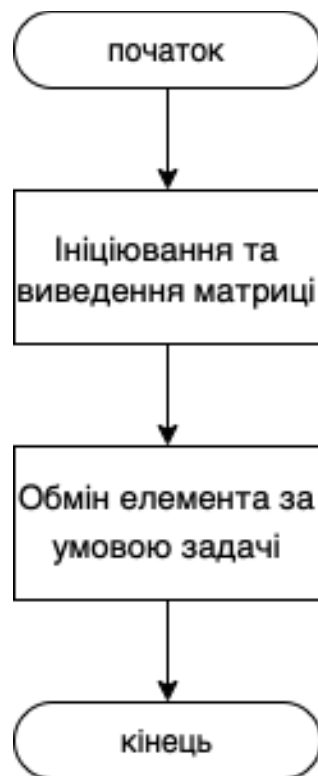 початок
Ініціювання та
виведення матриці
Обмін елемента за
умовою задачі
кінець